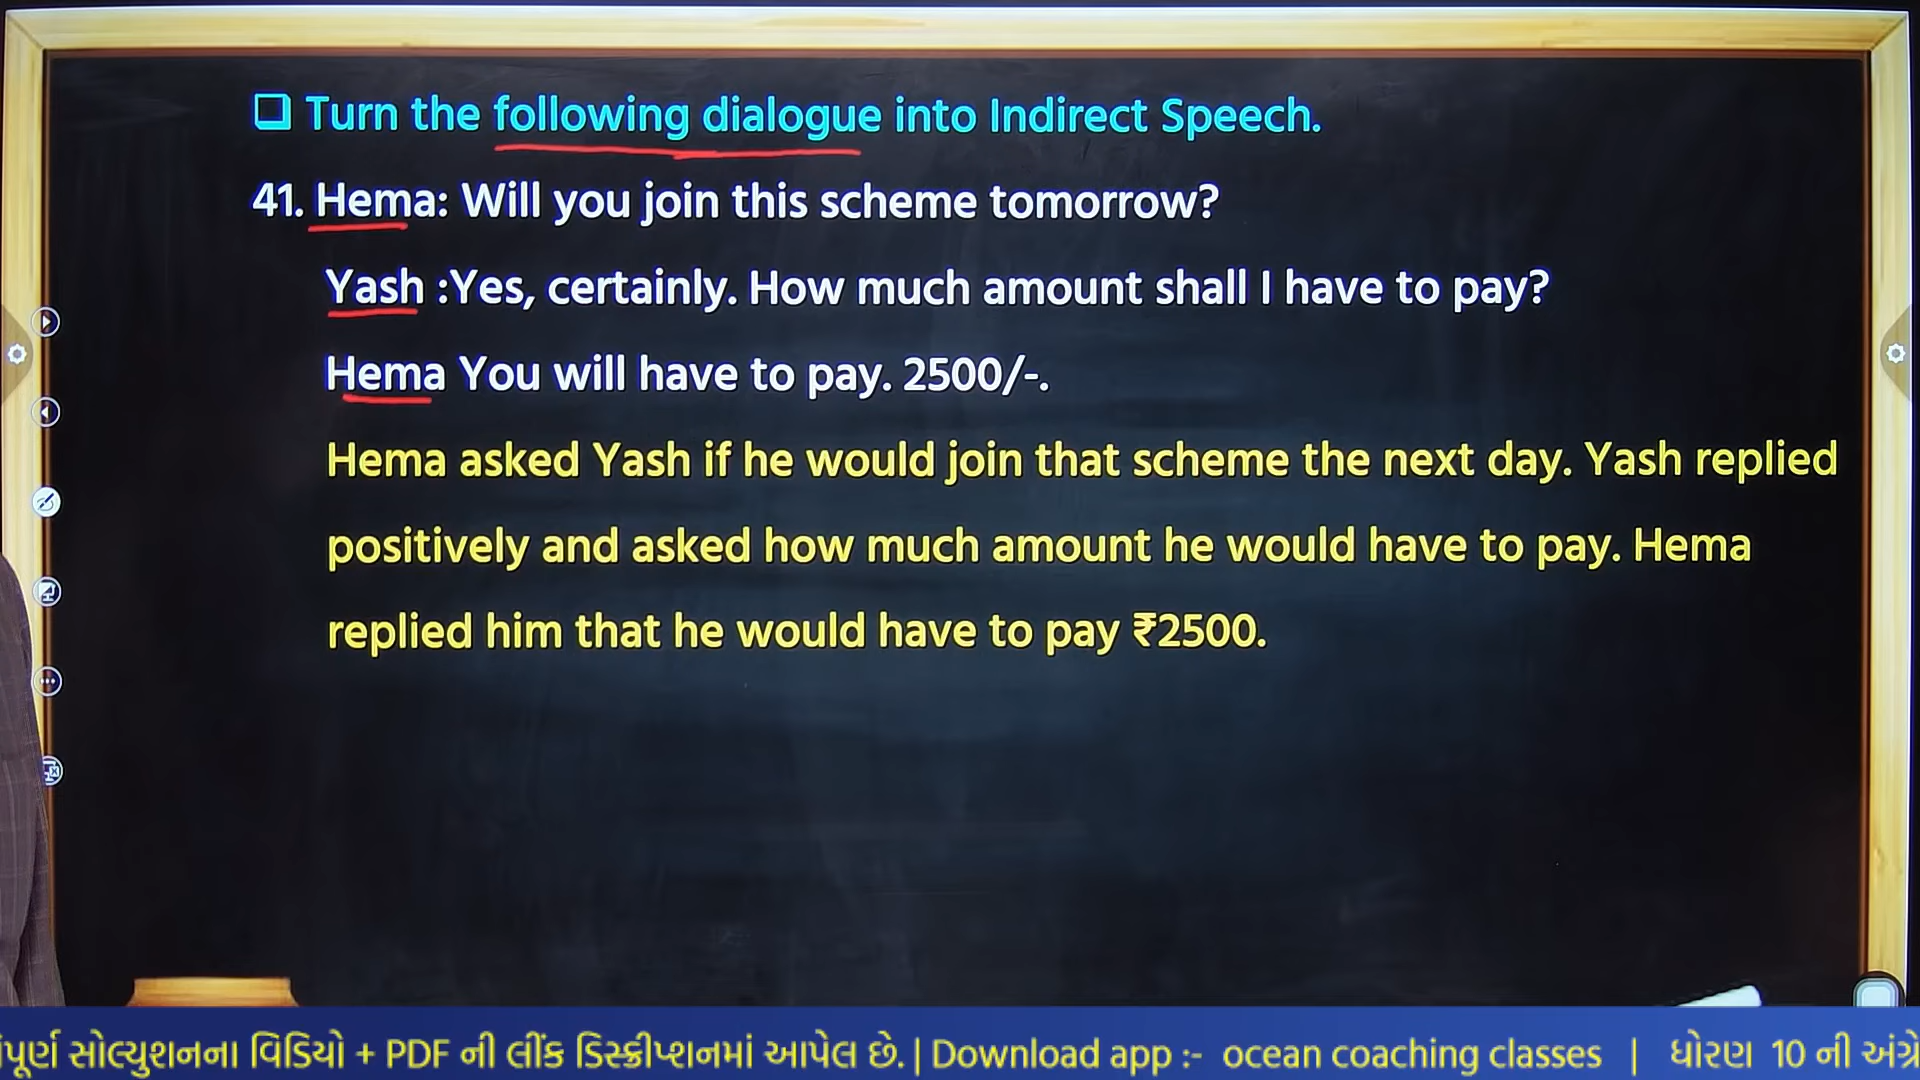 ❑ Turn the following dialogue into Indirect Speech.
41. Hema: Will you join this scheme tomorrow?
Yash :Yes, certainly. How much amount shall I have to pay?
Hema You will have to pay. 2500/-.
Hema asked Yash if he would join that scheme the next day. Yash replied
positively and asked how much amount he would have to pay. Hema
replied him that he would have to pay ₹2500.
સોલ્યુશનના વિડિયો + PDF ની લીંક ડિસ્ક્રીપ્શનમાં આપેલ છે. | Download app :- ocean coaching classes | ધોરણ 10 ની